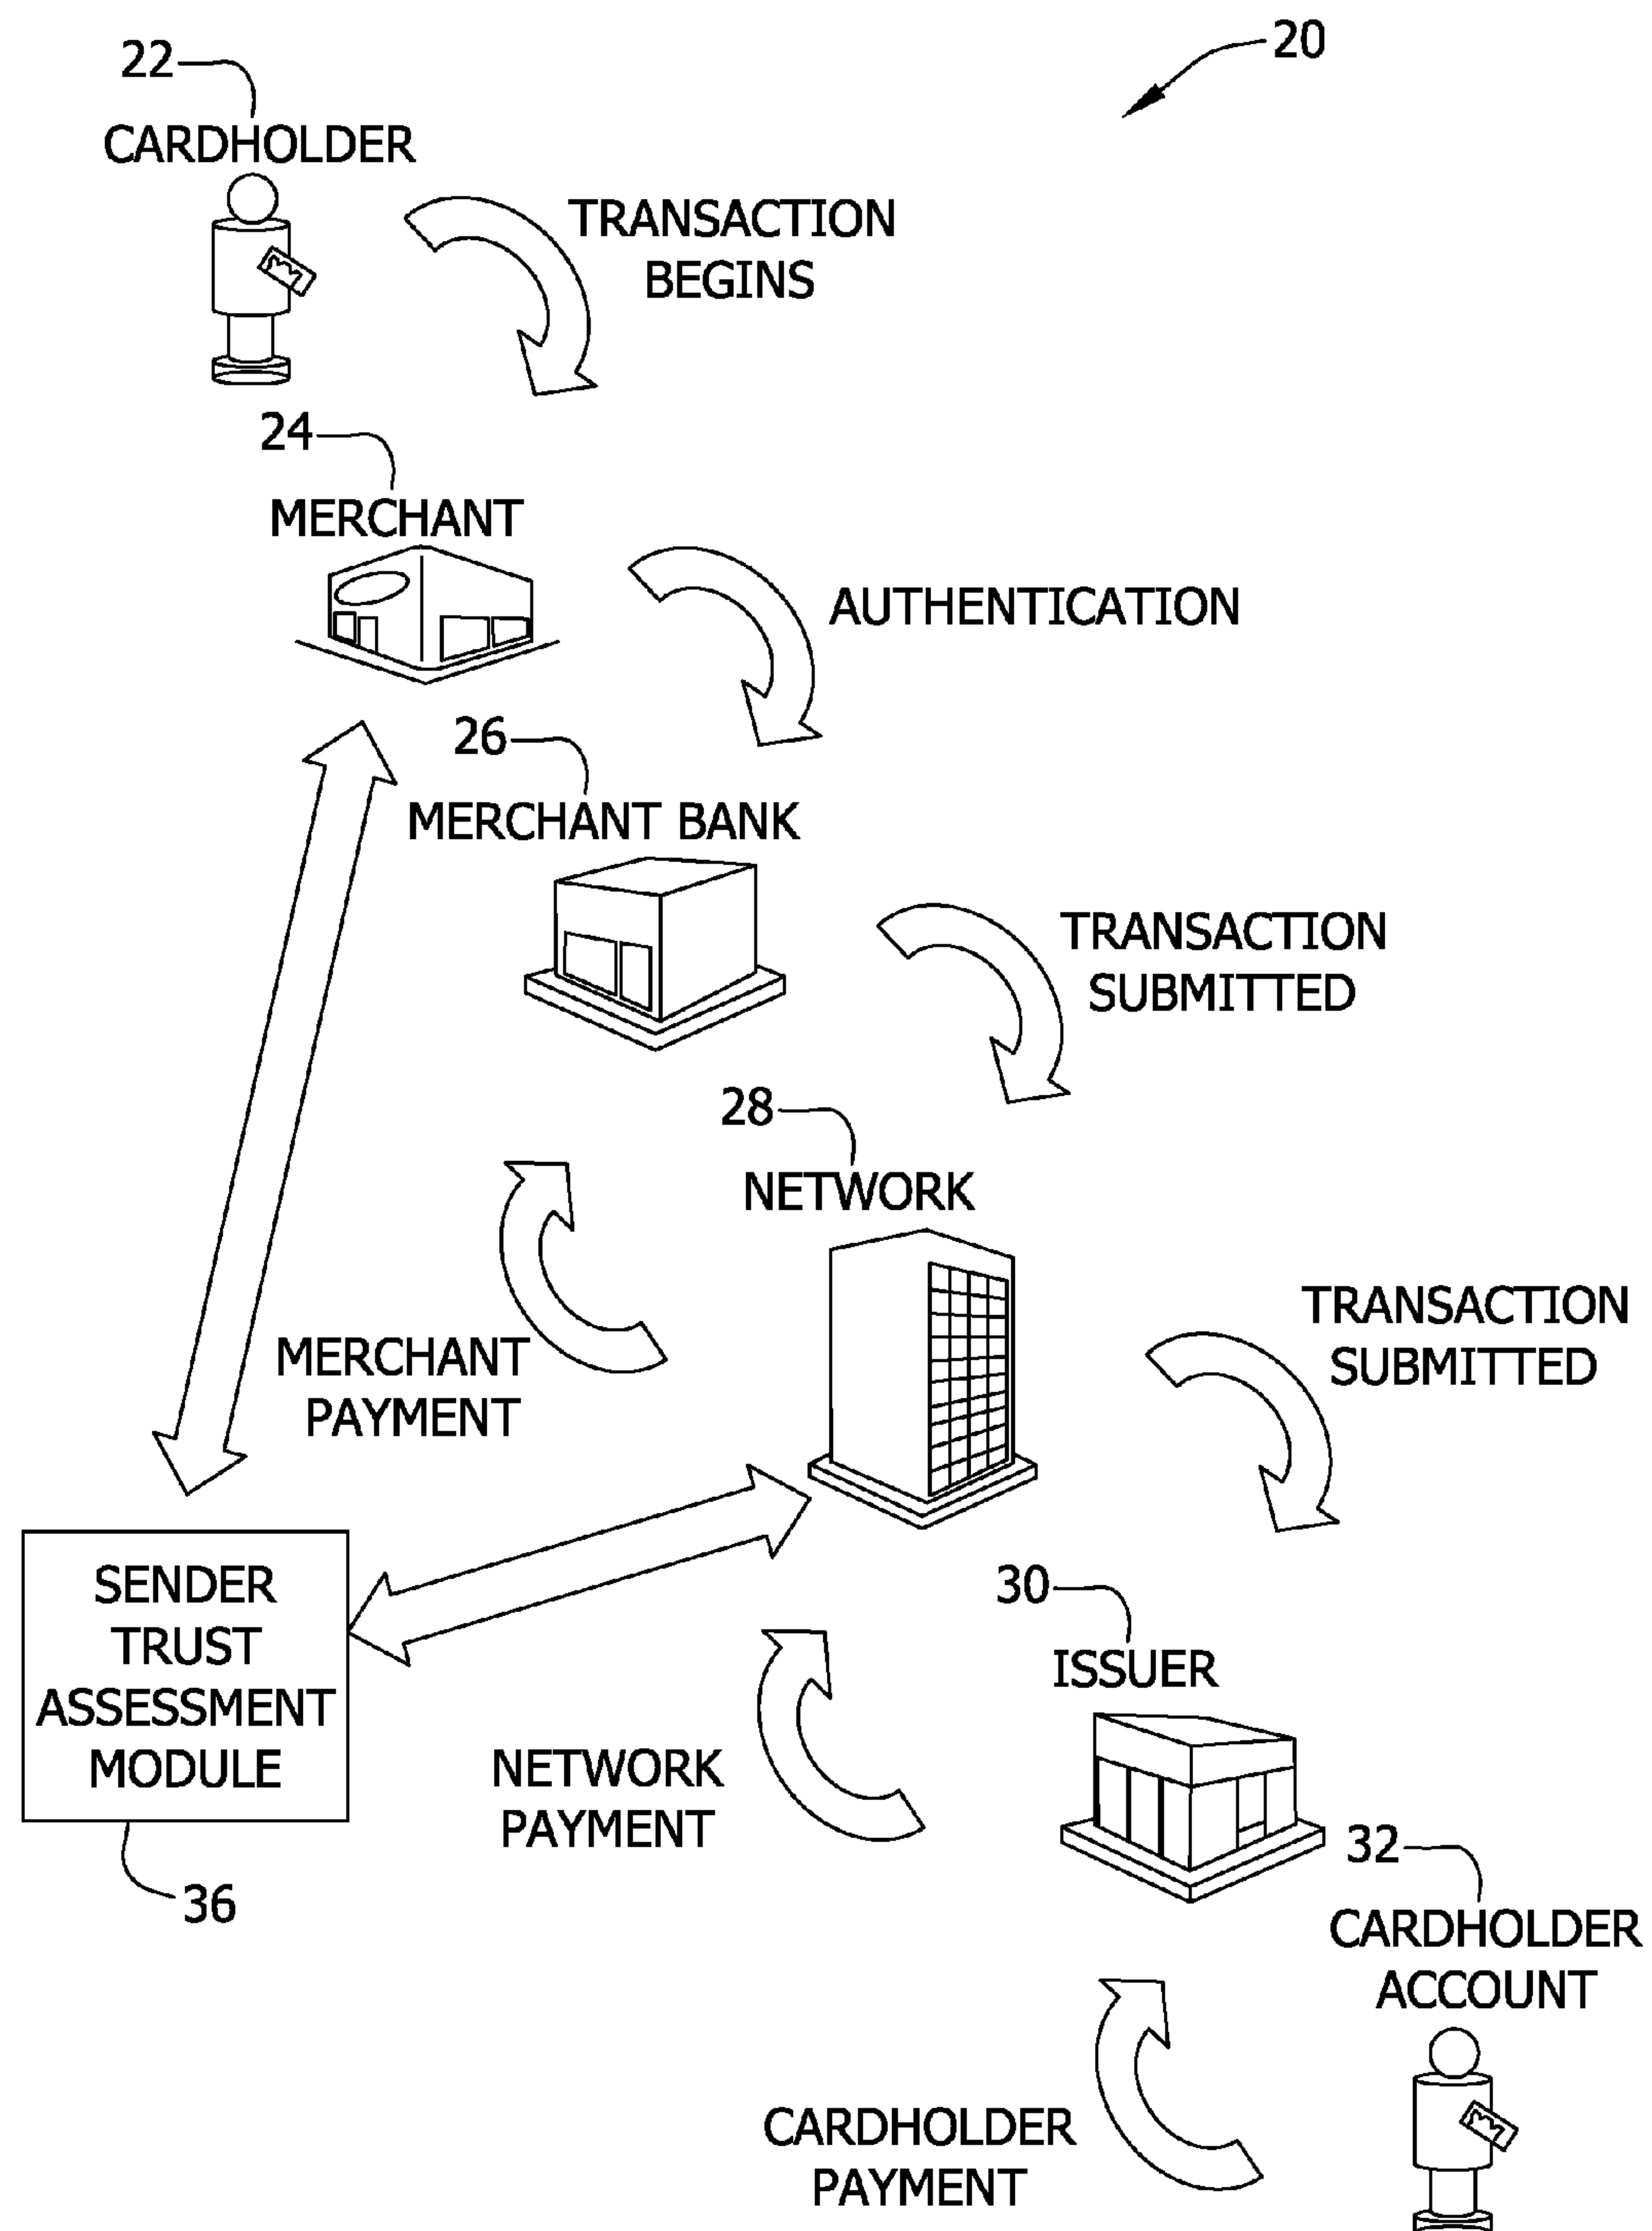 20
22
CARDHOLDER
TRANSACTION
BEGINS
24
MERCHANT
AUTHENTICATION
26
MERCHANT BANK
TRANSACTION
SUBMITTED
28
NETWORK
TRANSACTION
SUBMITTED
MERCHANT
PAYMENT
SENDER
TRUST
ASSESSMENT
MODULE
36
30
ISSUER
NETWORK
PAYMENT
32
CARDHOLDER
ACCOUNT
CARDHOLDER
PAYMENT